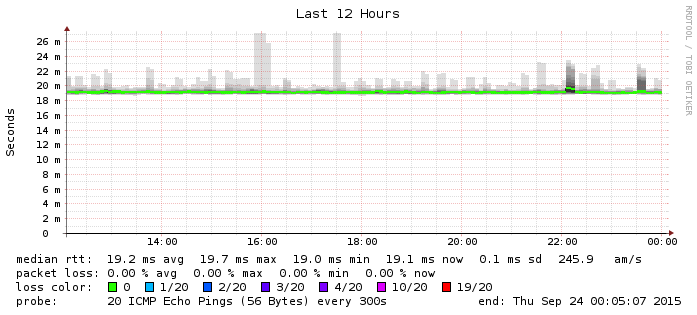 Last 12 Hours
RRDTOOL / TOBI OETIKER
Seconds
26 m
24 m
22 m
20 m
18 m
16 m
14 m
12 m
10 m
8 m
6 m
4 m
2 m
0
14:00 16:00 18:00 20:00 22:00 00:00
median rtt: 19.2 ms avg 19.7 ms max 19.0 ms min 19.1 ms now 0.1 ms sd 245.9 am/s
packet loss: 0.00 % avg 0.00 % max 0.00 % min 0.00 % now
loss color: 0 1/20 2/20 3/20 4/20 10/20 19/20
probe: 20 ICMP Echo Pings (56 Bytes) every 300s end: Thu Sep 24 00:05:07 2015